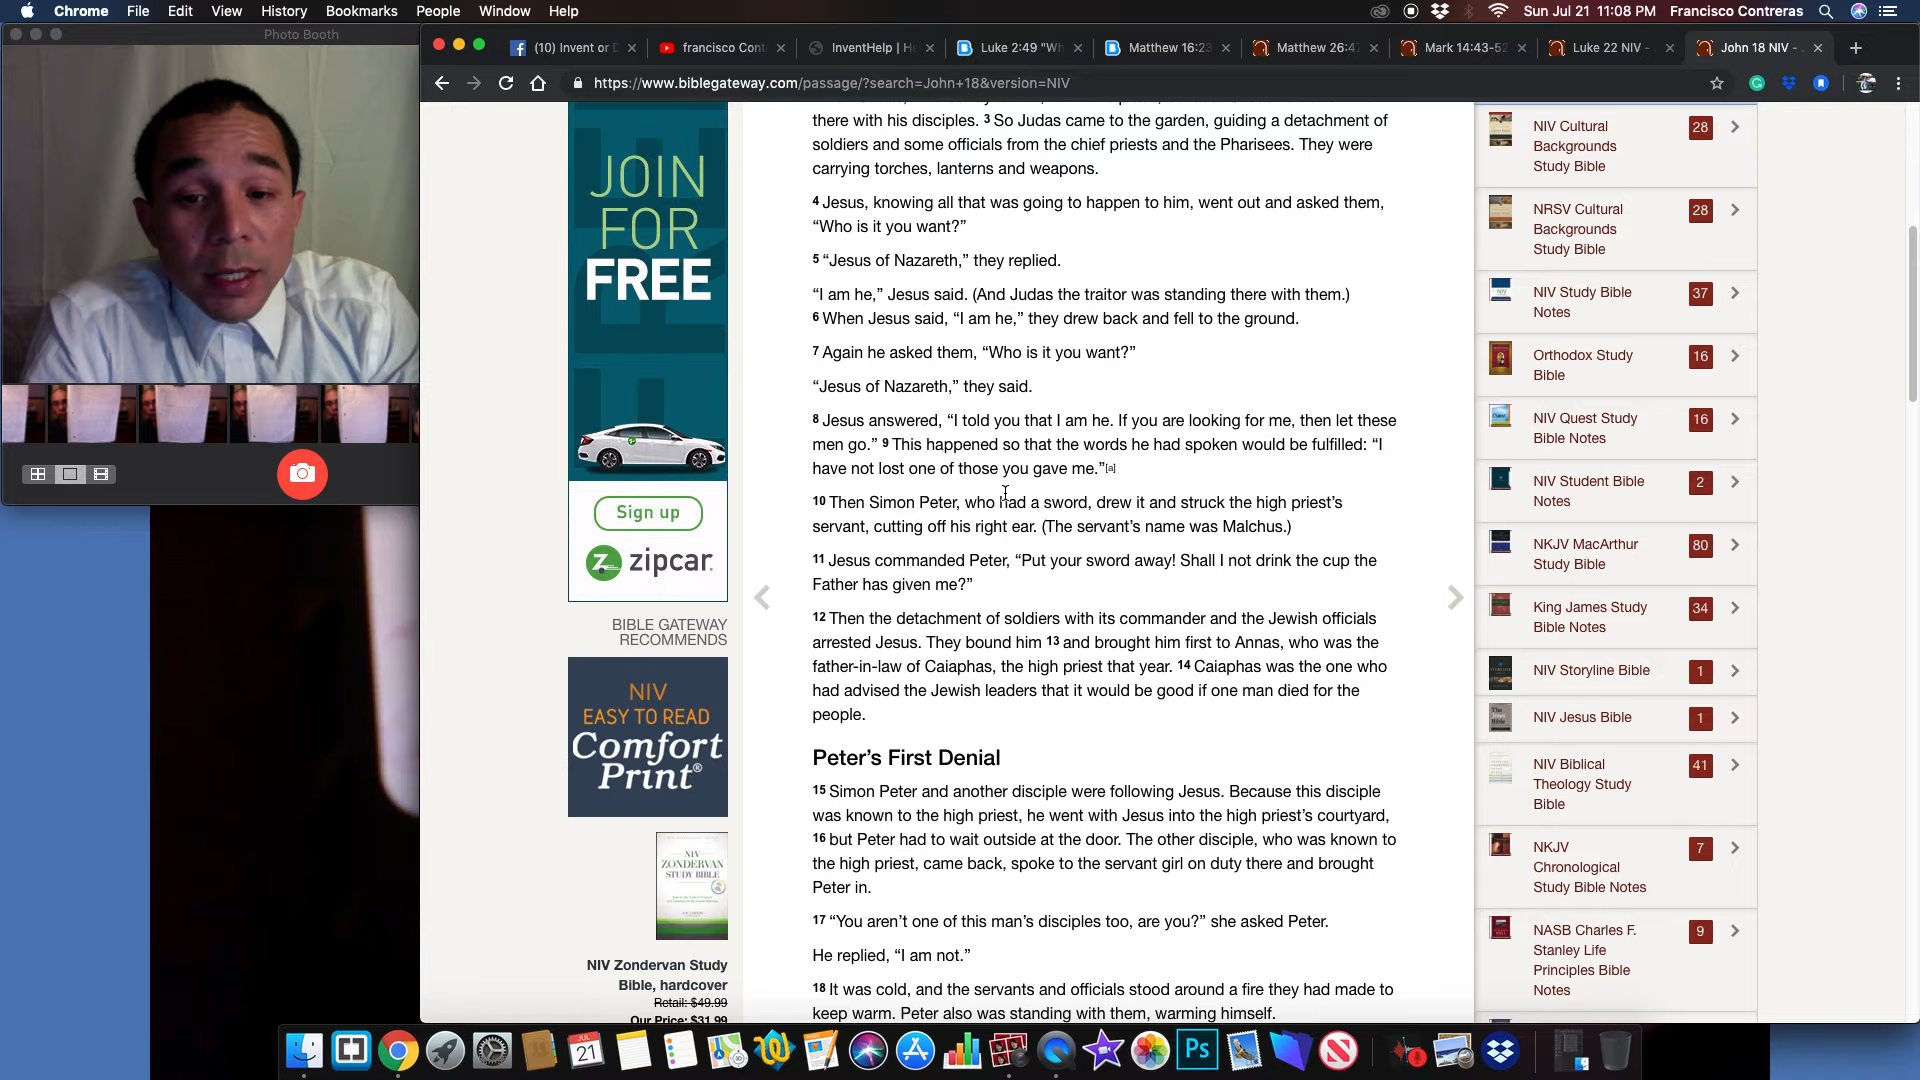 Chrome File Edit View History Bookmarks People Window Help
Sun Jul 21 11:08 PM Francisco Contreras
Photo Booth
(10) Invent or D
francisco Cont
InventHelp | He
Luke 2:49 "Wh
Matthew 16:23
Matthew 26:47
Mark 14:43-52
Luke 22 NIV -
John 18 NIV -
https://www.biblegateway.com/passage/?search=John+18&version=NIV
JOIN
FOR
FREE
Sign up
zipcar
BIBLE GATEWAY
RECOMMENDS
NIV
EASY TO READ
Comfort
Print®
NIV
ZONDERVAN
STUDY BIBLE
NIV Zondervan Study
Bible, hardcover
Retail: $49.99
Our Price: $31.99
there with his disciples. 3 So Judas came to the garden, guiding a detachment of
soldiers and some officials from the chief priests and the Pharisees. They were
carrying torches, lanterns and weapons.
4 Jesus, knowing all that was going to happen to him, went out and asked them,
“Who is it you want?”
5 “Jesus of Nazareth,” they replied.
“I am he,” Jesus said. (And Judas the traitor was standing there with them.)
6 When Jesus said, “I am he,” they drew back and fell to the ground.
7 Again he asked them, “Who is it you want?”
“Jesus of Nazareth,” they said.
8 Jesus answered, “I told you that I am he. If you are looking for me, then let these
men go.” 9 This happened so that the words he had spoken would be fulfilled: “I
have not lost one of those you gave me.”[a]
10 Then Simon Peter, who had a sword, drew it and struck the high priest’s
servant, cutting off his right ear. (The servant’s name was Malchus.)
11 Jesus commanded Peter, “Put your sword away! Shall I not drink the cup the
Father has given me?”
12 Then the detachment of soldiers with its commander and the Jewish officials
arrested Jesus. They bound him 13 and brought him first to Annas, who was the
father-in-law of Caiaphas, the high priest that year. 14 Caiaphas was the one who
had advised the Jewish leaders that it would be good if one man died for the
people.
Peter’s First Denial
15 Simon Peter and another disciple were following Jesus. Because this disciple
was known to the high priest, he went with Jesus into the high priest’s courtyard,
16 but Peter had to wait outside at the door. The other disciple, who was known to
the high priest, came back, spoke to the servant girl on duty there and brought
Peter in.
17 “You aren’t one of this man’s disciples too, are you?” she asked Peter.
He replied, “I am not.”
18 It was cold, and the servants and officials stood around a fire they had made to
keep warm. Peter also was standing with them, warming himself.
NIV Cultural
Backgrounds
Study Bible
28
NRSV Cultural
Backgrounds
Study Bible
28
NIV Study Bible
Notes
37
Orthodox Study
Bible
16
NIV Quest Study
Bible Notes
16
NIV Student Bible
Notes
2
NKJV MacArthur
Study Bible
80
King James Study
Bible Notes
34
NIV Storyline Bible
1
NIV Jesus Bible
1
NIV Biblical
Theology Study
Bible
41
NKJV
Chronological
Study Bible Notes
7
NASB Charles F.
Stanley Life
Principles Bible
Notes
9
JUL
21
Ps